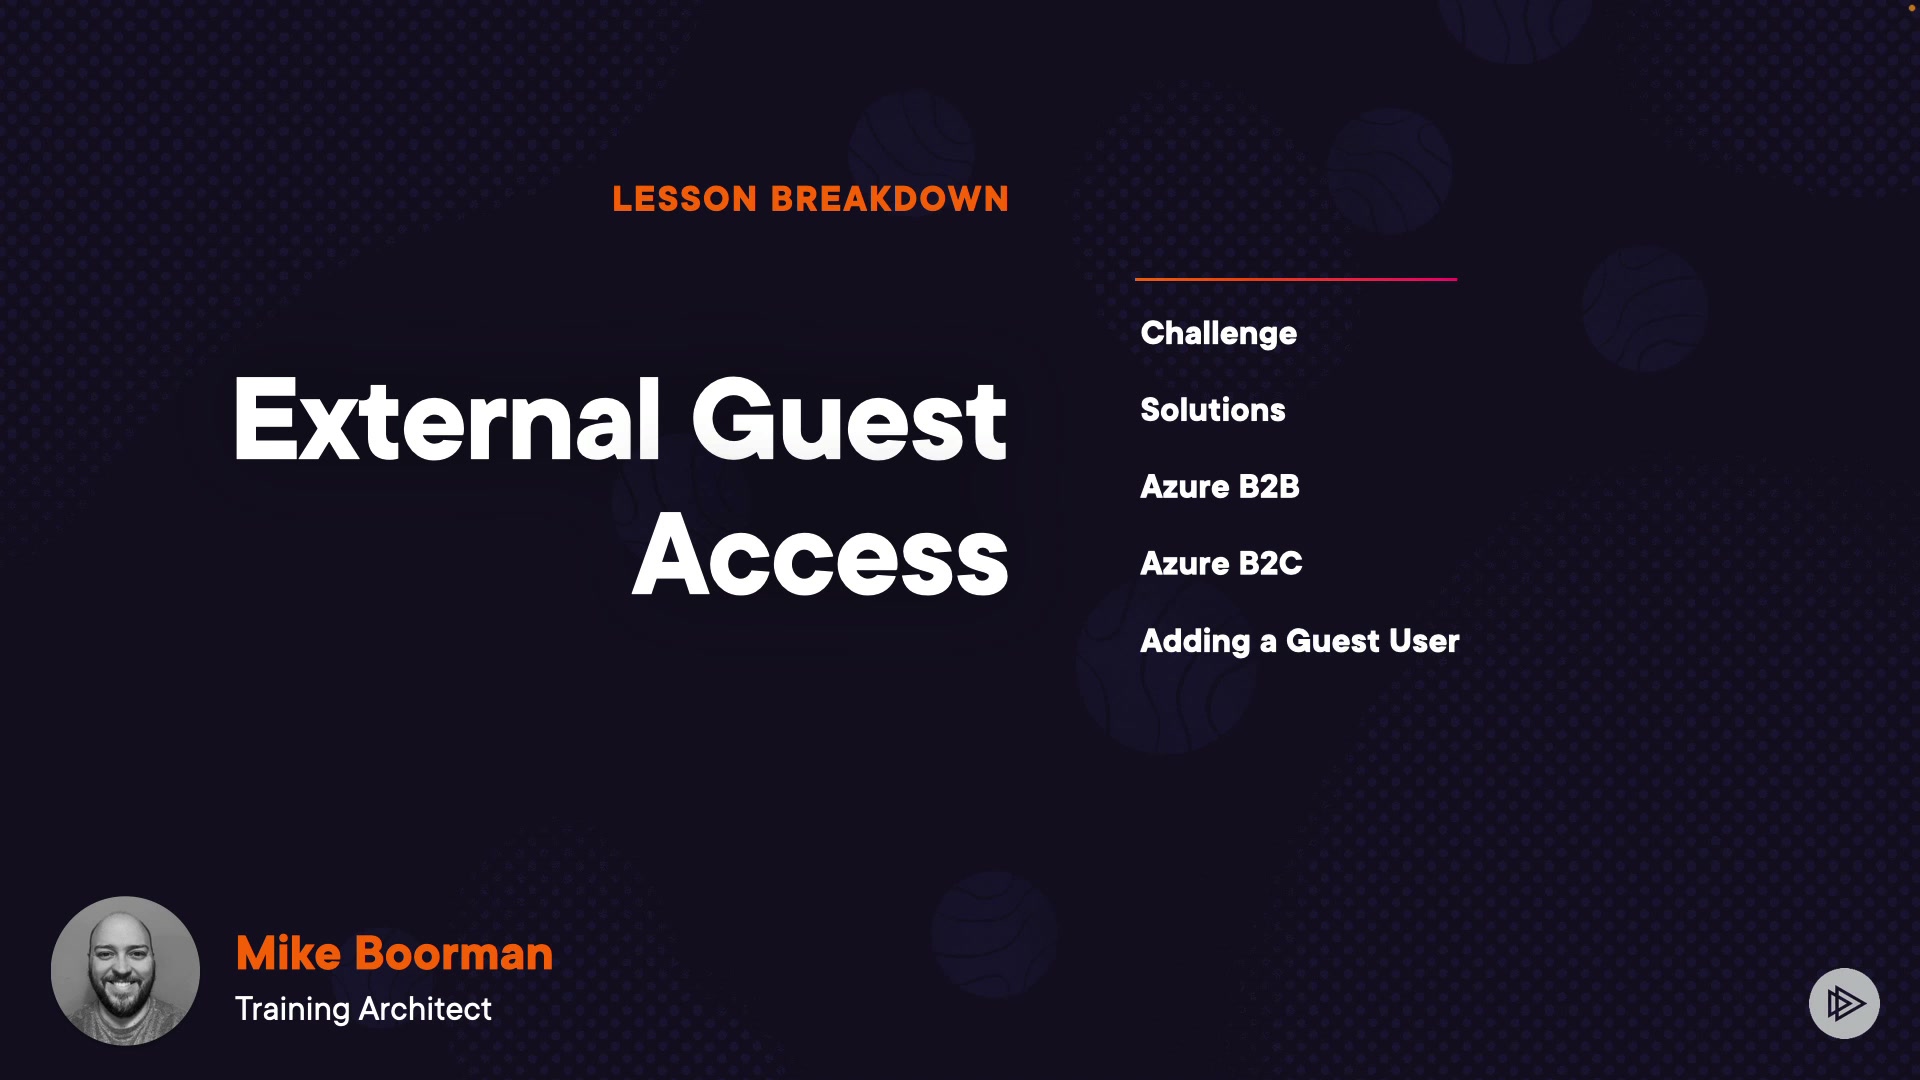 LESSON BREAKDOWN
External Guest
Access
Challenge
Solutions
Azure B2B
Azure B2C
Adding a Guest User
Mike Boorman
Training Architect